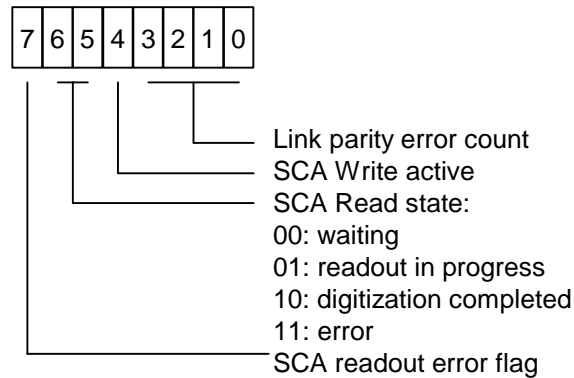 7 6 5 4 3 2 1 0
Link parity error count
SCA Write active
SCA Read state:
00: waiting
01: readout in progress
10: digitization completed
11: error
SCA readout error flag